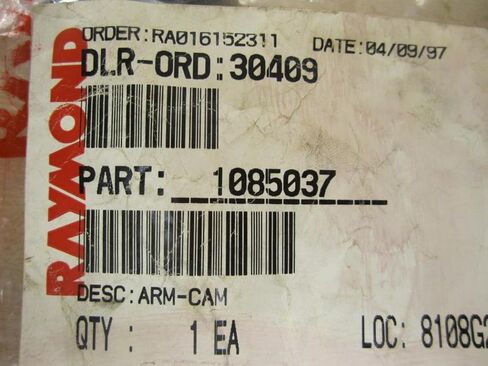 ORDER:RA016152311 DATE:04/09/97
DLR-ORD:30409
PART: 1085037
RAYMOND
DESC:ARM-CAM
QTY : 1 EA LOC: 8108G2